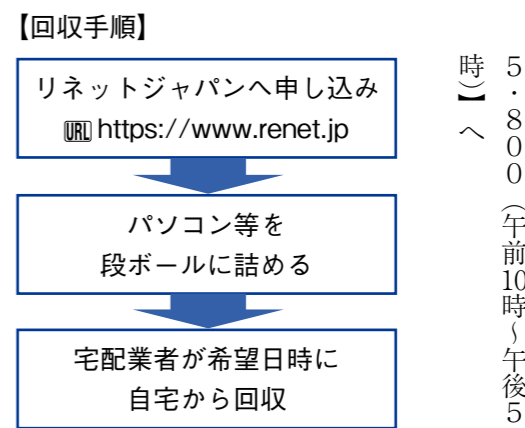 【回収手順】
リネットジャパンへ申し込み
URL https://www.renet.jp
パソコン等を
段ボールに詰める
宅配業者が希望日時に
自宅から回収
5・800(午前10時~午後5
時)】へ